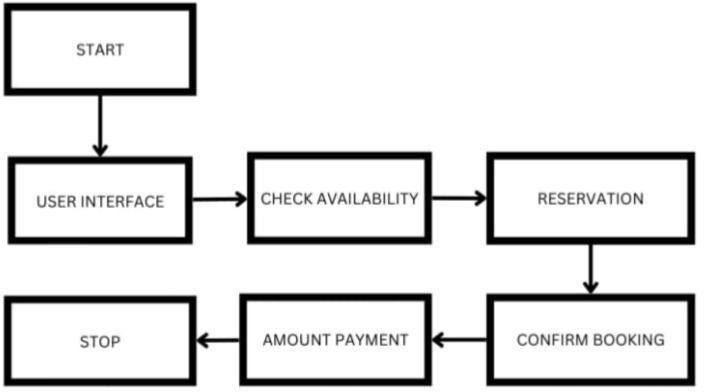 START
USER INTERFACE
CHECK AVAILABILITY
RESERVATION
CONFIRM BOOKING
AMOUNT PAYMENT
STOP